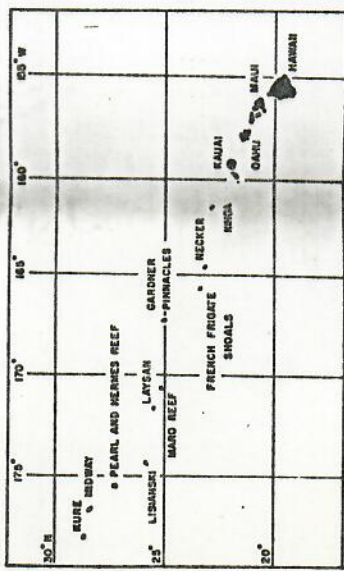 175°
170°
165°
160°
155° W
30° N
KURE
MIDWAY
PEARL AND HERMES REEF
LISIANSKI
LAYSAN
25°
MARO REEF
GARDNER
PINNACLES
FRENCH FRIGATE
SHOALS
NECKER
NIHOA
KAUAI
OAHU
MAUI
HAWAII
20°